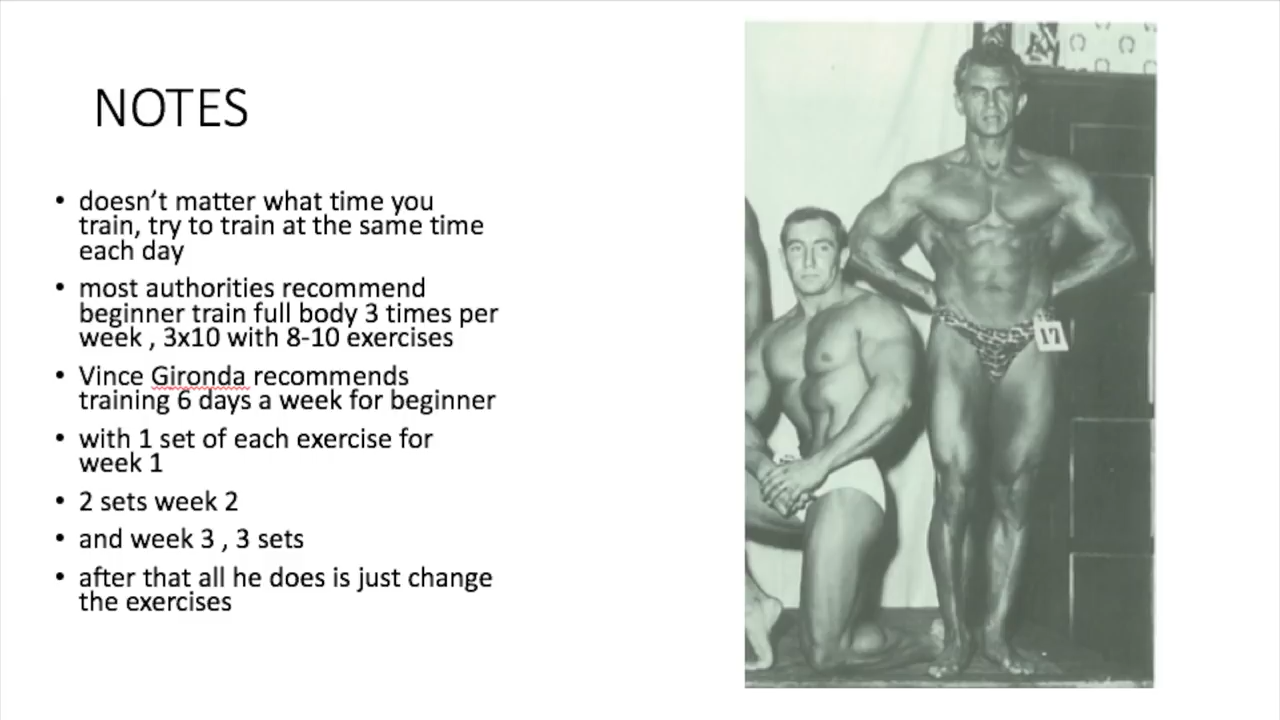 NOTES
• doesn’t matter what time you
train, try to train at the same time
each day
• most authorities recommend
beginner train full body 3 times per
week , 3x10 with 8-10 exercises
• Vince Gironda recommends
training 6 days a week for beginner
• with 1 set of each exercise for
week 1
• 2 sets week 2
• and week 3 , 3 sets
• after that all he does is just change
the exercises
17